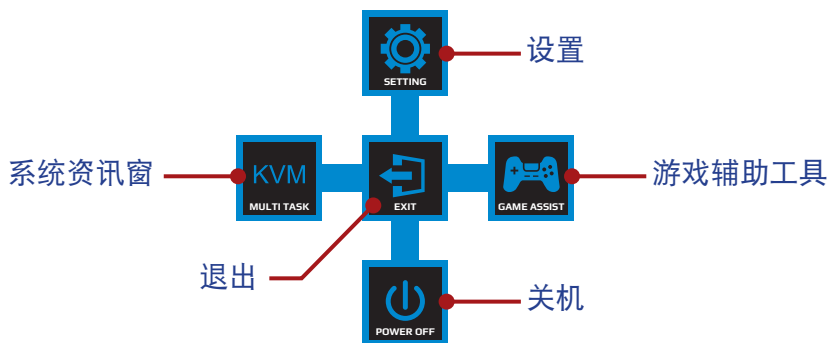 SETTING
设置
系统资讯窗
KVM
MULTI TASK
EXIT
GAME ASSIST
游戏辅助工具
退出
POWER OFF
关机